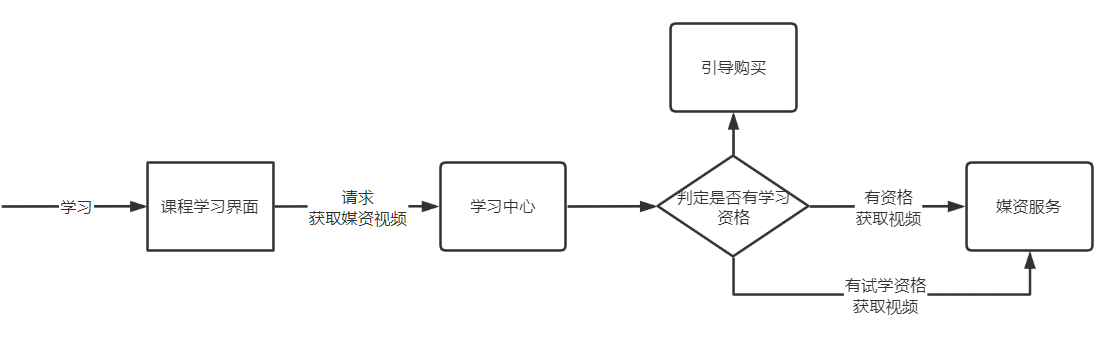 引导购买
学习
课程学习界面
请求
获取媒资视频
学习中心
判定是否有学习
资格
有资格
获取视频
媒资服务
有试学资格
获取视频